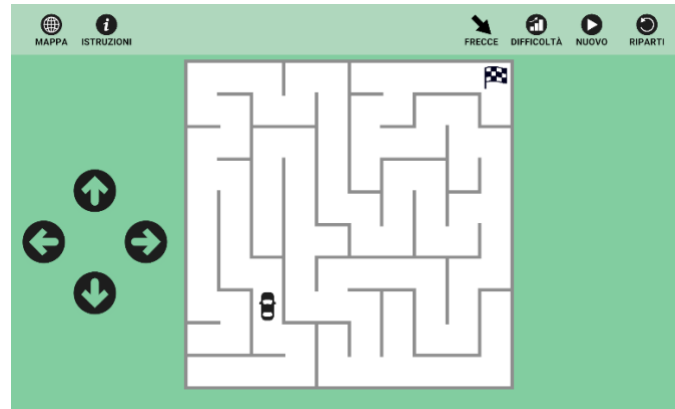 MAPPA
ISTRUZIONI
FRECCE
DIFFICOLTÀ
NUOVO
RIPARTI